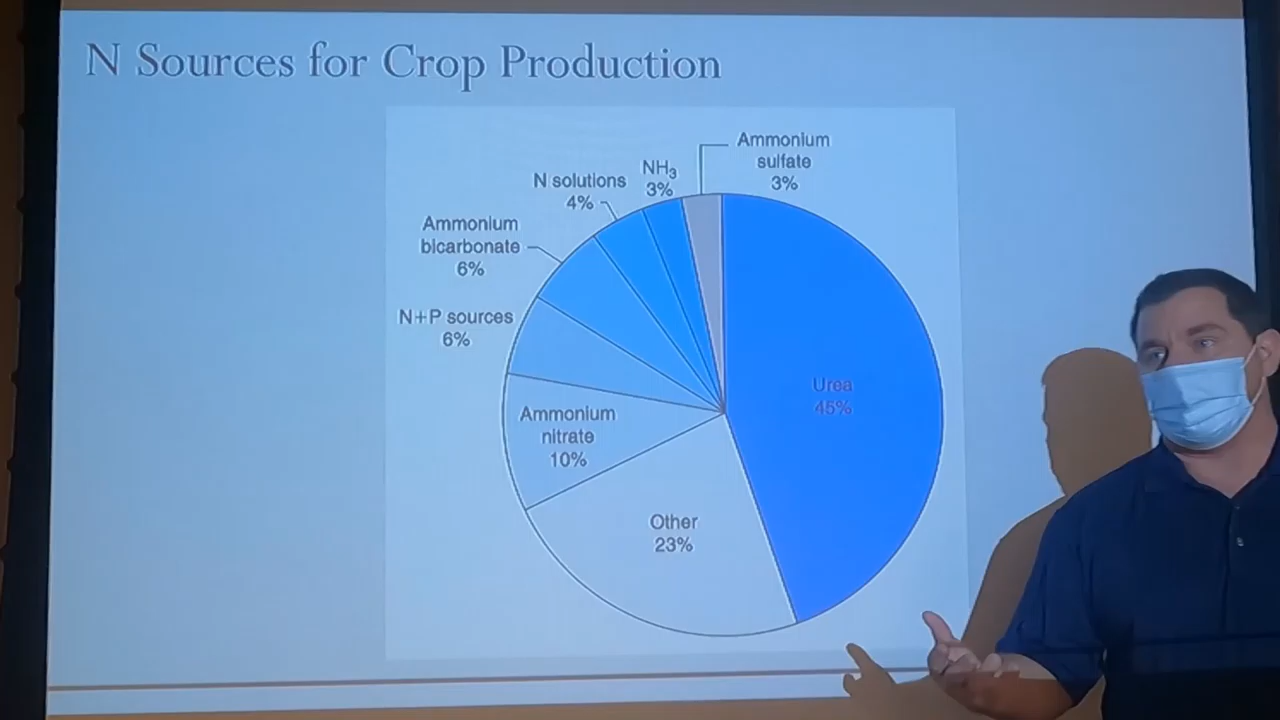 N Sources for Crop Production
Ammonium
sulfate
3%
NH₃
3%
N solutions
4%
Ammonium
bicarbonate
6%
N+P sources
6%
Ammonium
nitrate
10%
Other
23%
Urea
45%